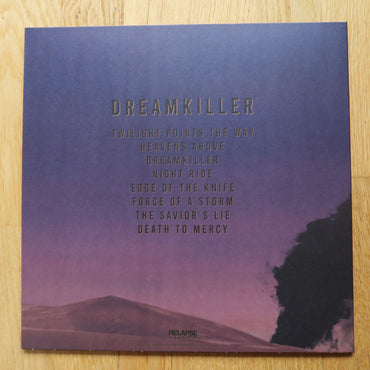 DREAMKILLER
TWILIGHT POINTS THE WAY
HEAVENS ABOVE
DREAMKILLER
NIGHT RIDE
EDGE OF THE KNIFE
FORCE OF A STORM
THE SAVIOR'S LIE
DEATH TO MERCY
RELAPSE